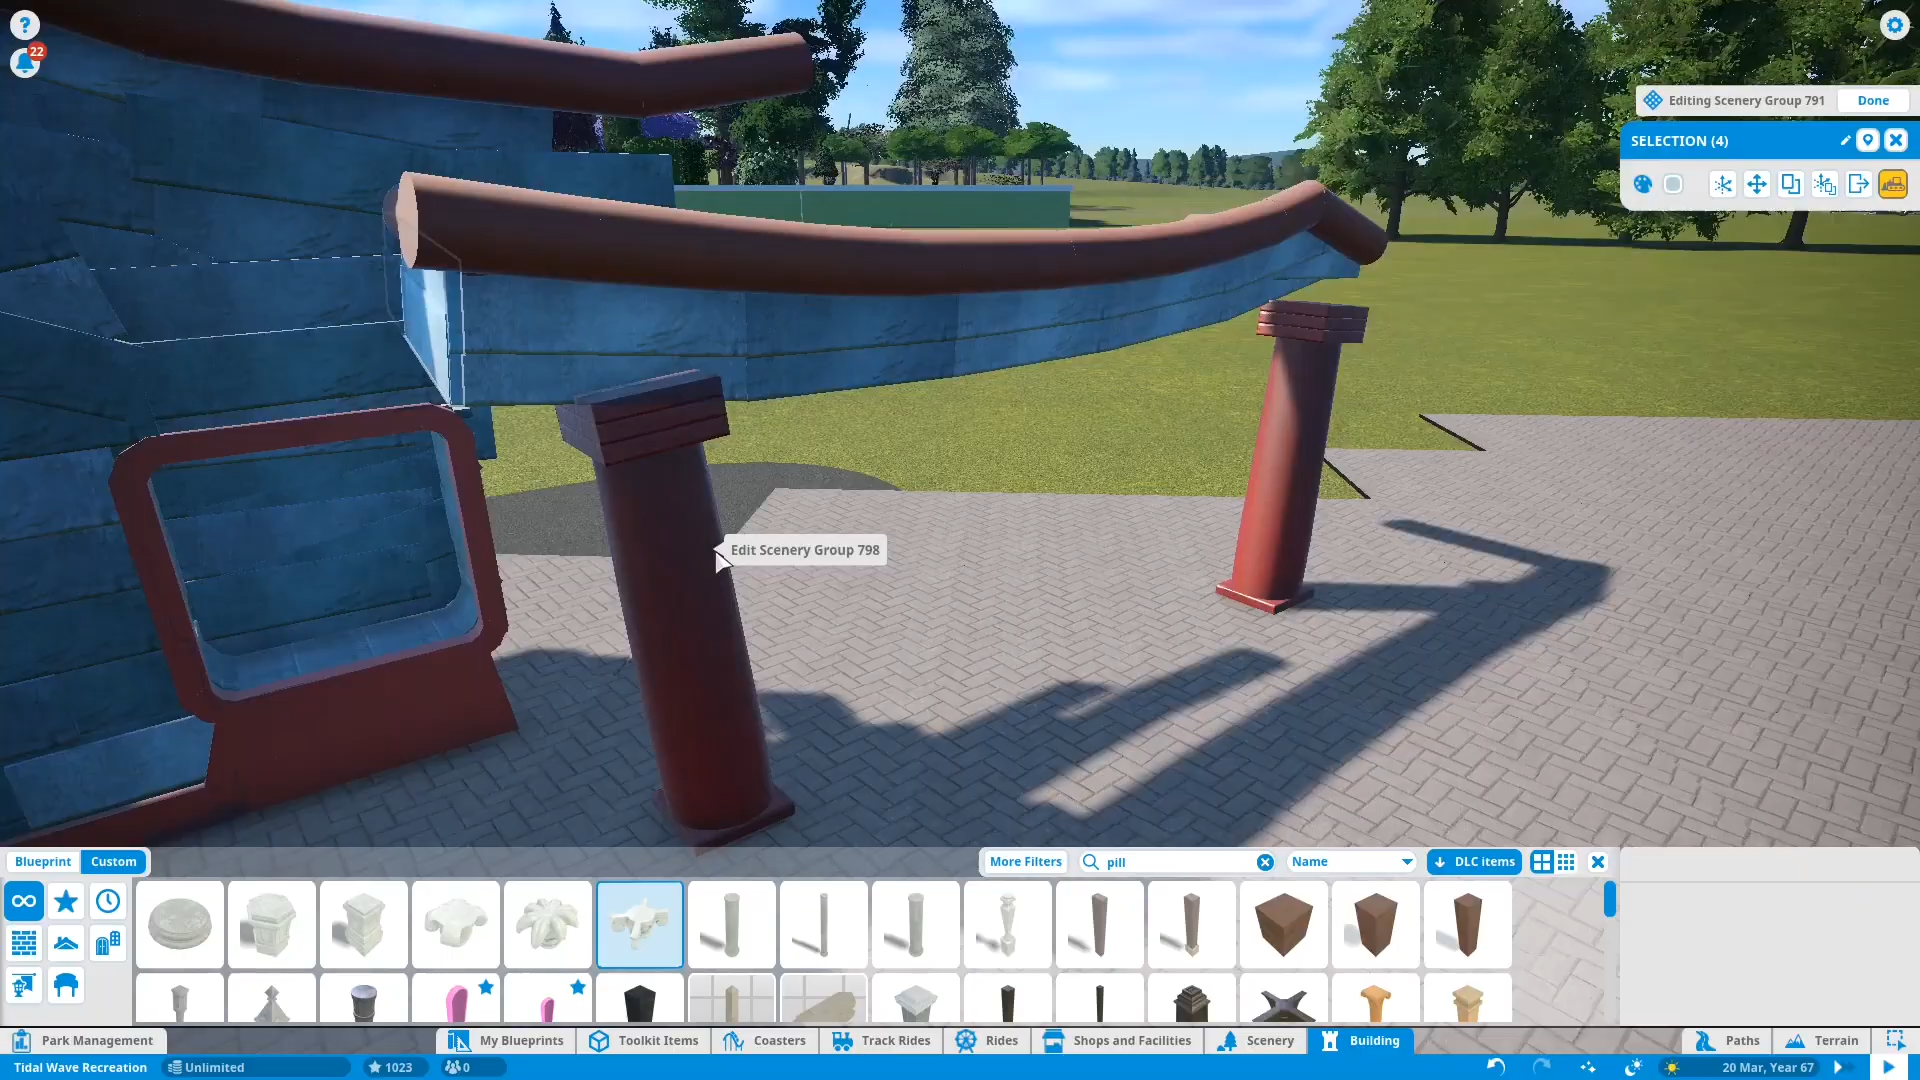 ?
22
Editing Scenery Group 791
Done
SELECTION (4)
Edit Scenery Group 798
Blueprint
Custom
More Filters
pill
Name
DLC items
Park Management
My Blueprints
Toolkit Items
Coasters
Track Rides
Rides
Shops and Facilities
Scenery
Building
Paths
Terrain
Tidal Wave Recreation
Unlimited
1023
0
20 Mar, Year 67